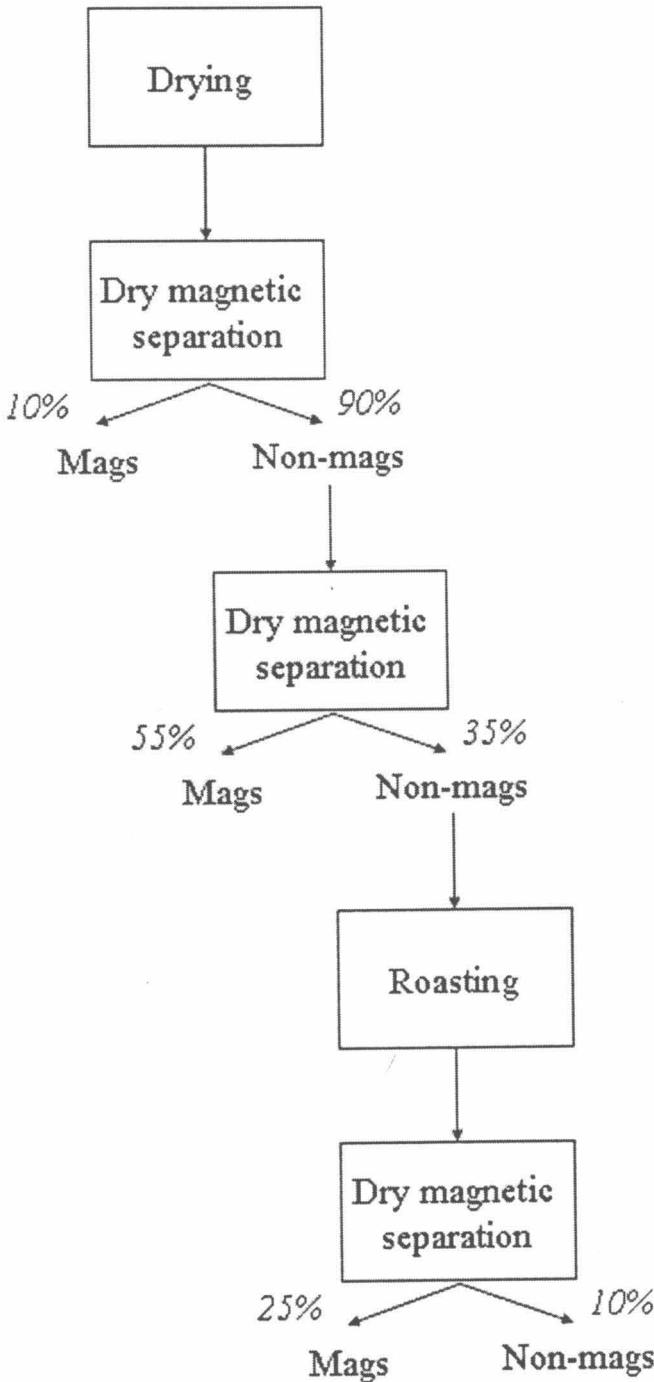 Drying
Dry magnetic
separation
10%
90%
Mags
Non-mags
Dry magnetic
separation
55%
35%
Mags
Non-mags
Roasting
Dry magnetic
separation
25%
10%
Mags
Non-mags